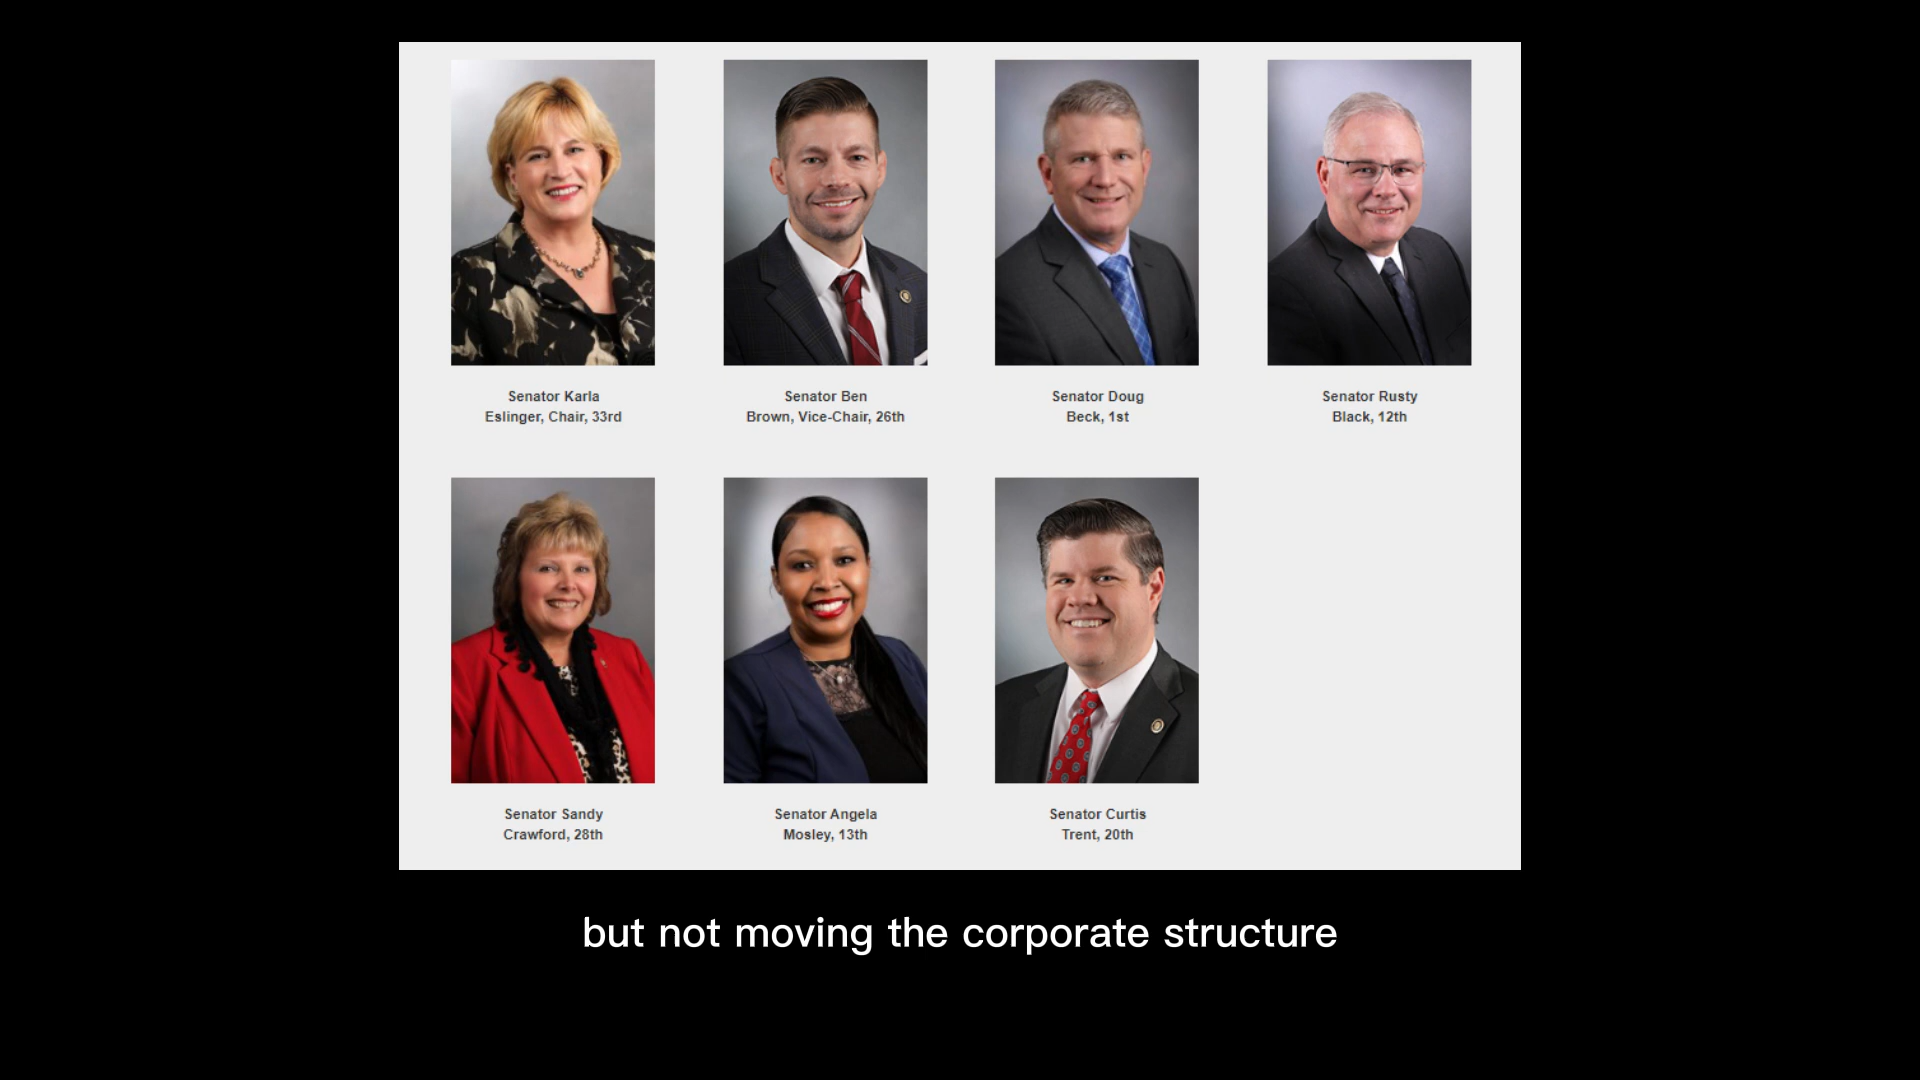 Senator Karla
Eslinger, Chair, 33rd
Senator Ben
Brown, Vice-Chair, 26th
Senator Doug
Beck, 1st
Senator Rusty
Black, 12th
Senator Sandy
Crawford, 28th
Senator Angela
Mosley, 13th
Senator Curtis
Trent, 20th
but not moving the corporate structure